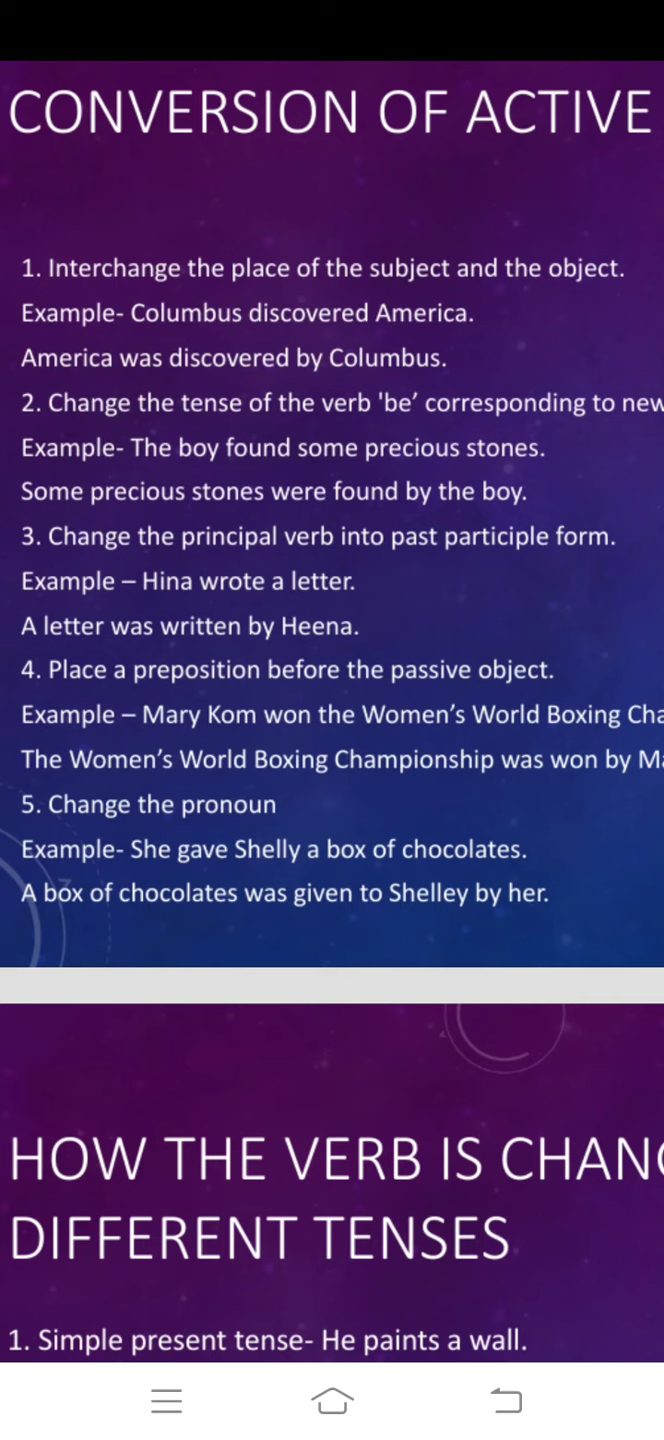 CONVERSION OF ACTIVE
1. Interchange the place of the subject and the object.
Example- Columbus discovered America.
America was discovered by Columbus.
2. Change the tense of the verb 'be’ corresponding to new
Example- The boy found some precious stones.
Some precious stones were found by the boy.
3. Change the principal verb into past participle form.
Example – Hina wrote a letter.
A letter was written by Heena.
4. Place a preposition before the passive object.
Example – Mary Kom won the Women’s World Boxing
The Women’s World Boxing Championship was won by
5. Change the pronoun
Example- She gave Shelly a box of chocolates.
A box of chocolates was given to Shelley by her.
HOW THE VERB IS
DIFFERENT TENSES
1. Simple present tense- He paints a wall.